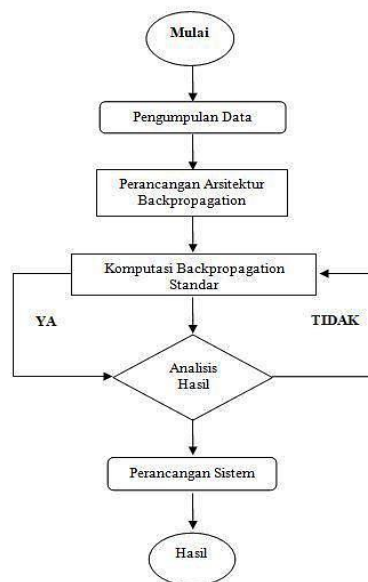 Mulai
Pengumpulan Data
Perancangan Arsitektur
Backpropagation
Komputasi Backpropagation
Standar
YA
TIDAK
Analisis
Hasil
Perancangan Sistem
Hasil